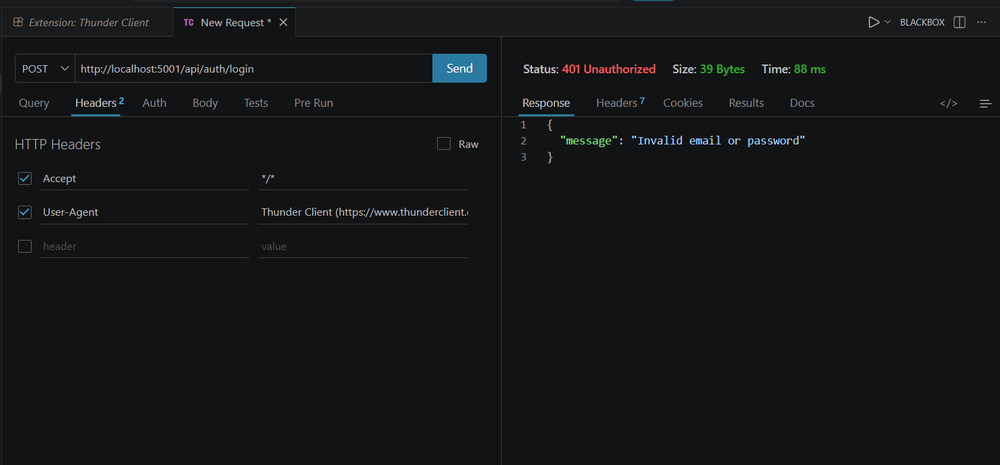 Extension: Thunder Client
TC New Request *
BLACKBOX
POST http://localhost:5001/api/auth/login Send
Query Headers 2 Auth Body Tests Pre Run
HTTP Headers Raw
Accept */*
User-Agent Thunder Client (https://www.thunderclient.
header value
Status: 401 Unauthorized Size: 39 Bytes Time: 88 ms
Response Headers 7 Cookies Results Docs </>
1 {
2 "message": "Invalid email or password"
3 }